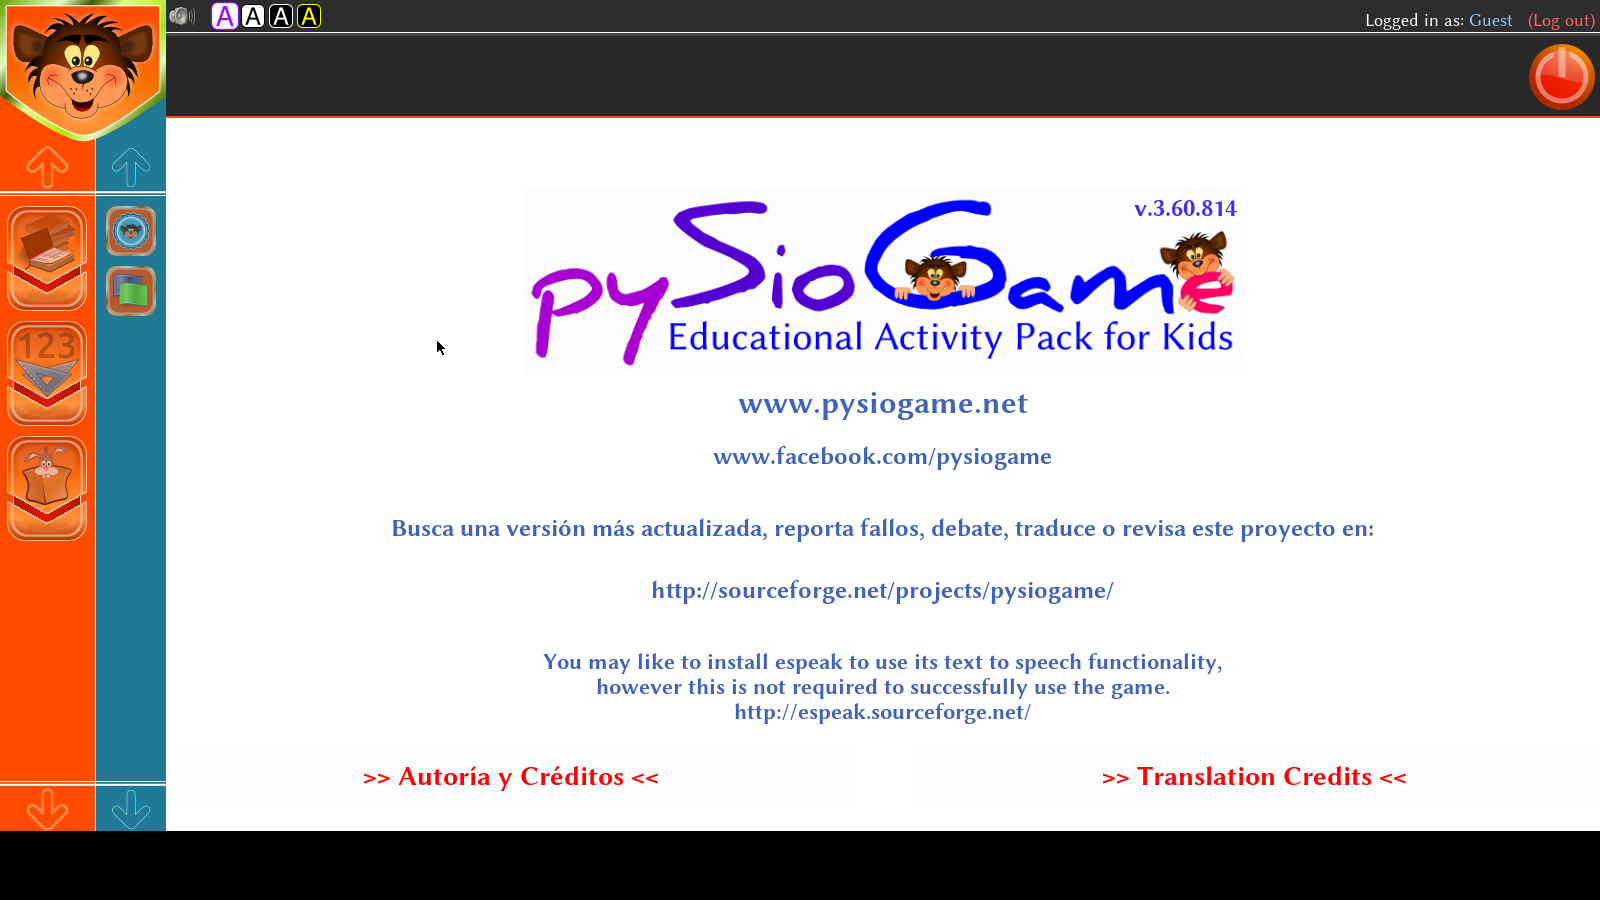 A A A A
Logged in as: Guest (Log out)
123
v.3.60.814
pySioGame
Educational Activity Pack for Kids
www.pysiogame.net
www.facebook.com/pysiogame
Busca una versión más actualizada, reporta fallos, debate, traduce o revisa este proyecto en:
http://sourceforge.net/projects/pysiogame/
You may like to install espeak to use its text to speech functionality,
however this is not required to successfully use the game.
http://espeak.sourceforge.net/
>> Autoría y Créditos <<
>> Translation Credits <<